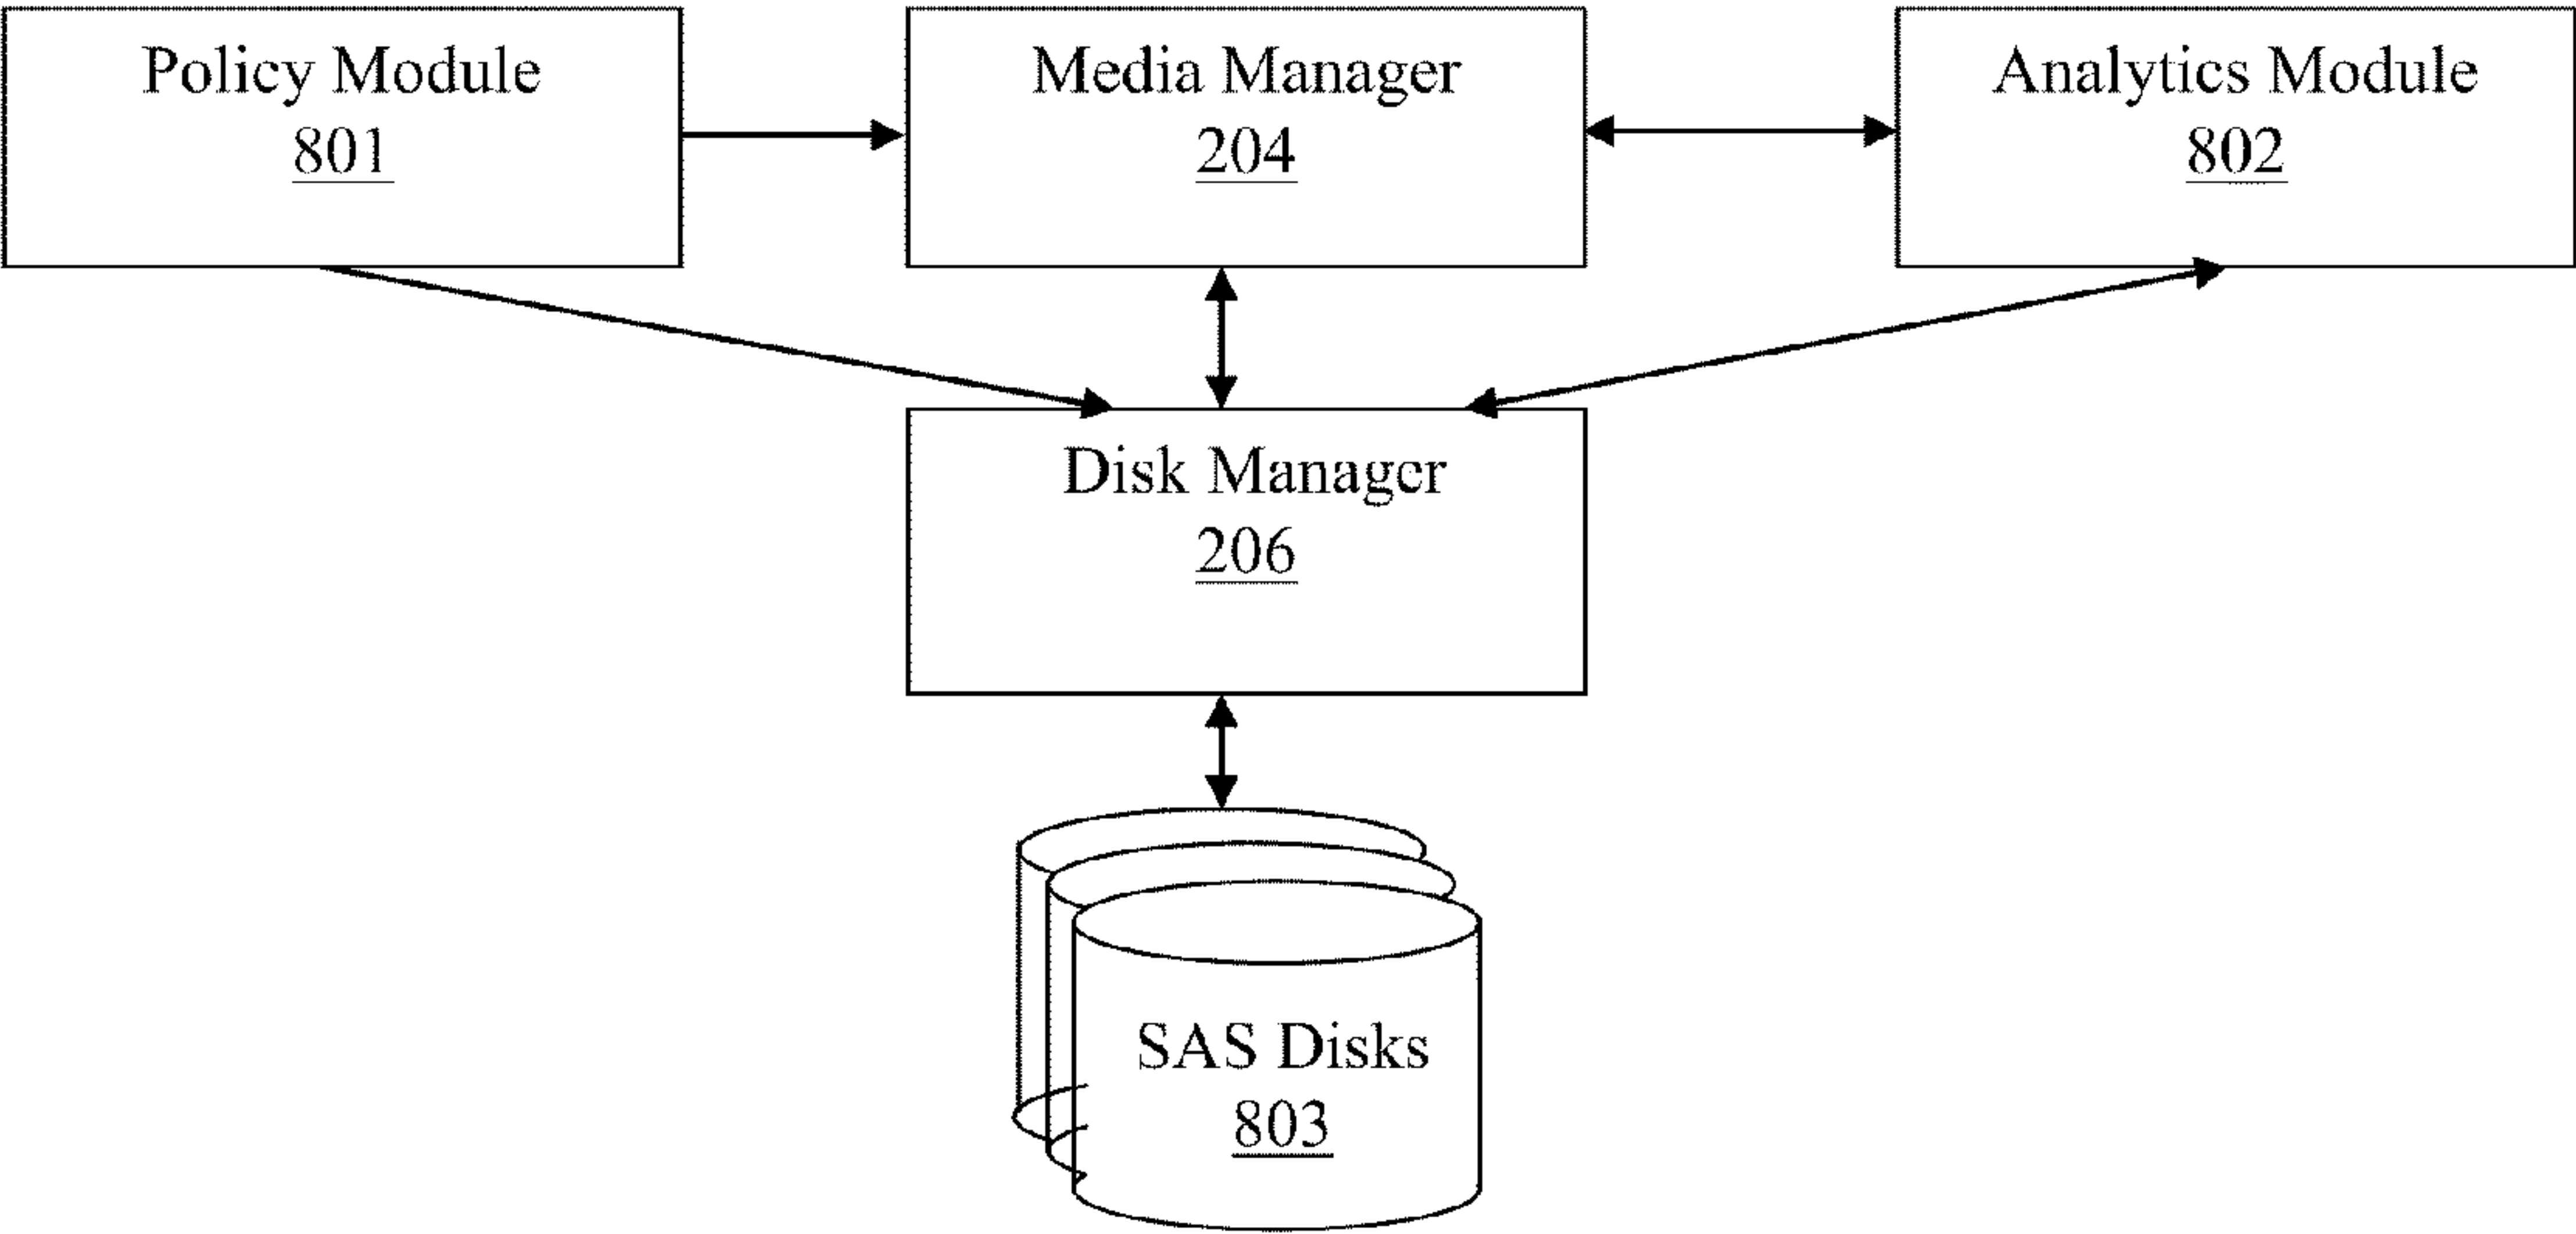 Policy Module
801
Media Manager
204
Analytics Module
802
Disk Manager
206
SAS Disks
803